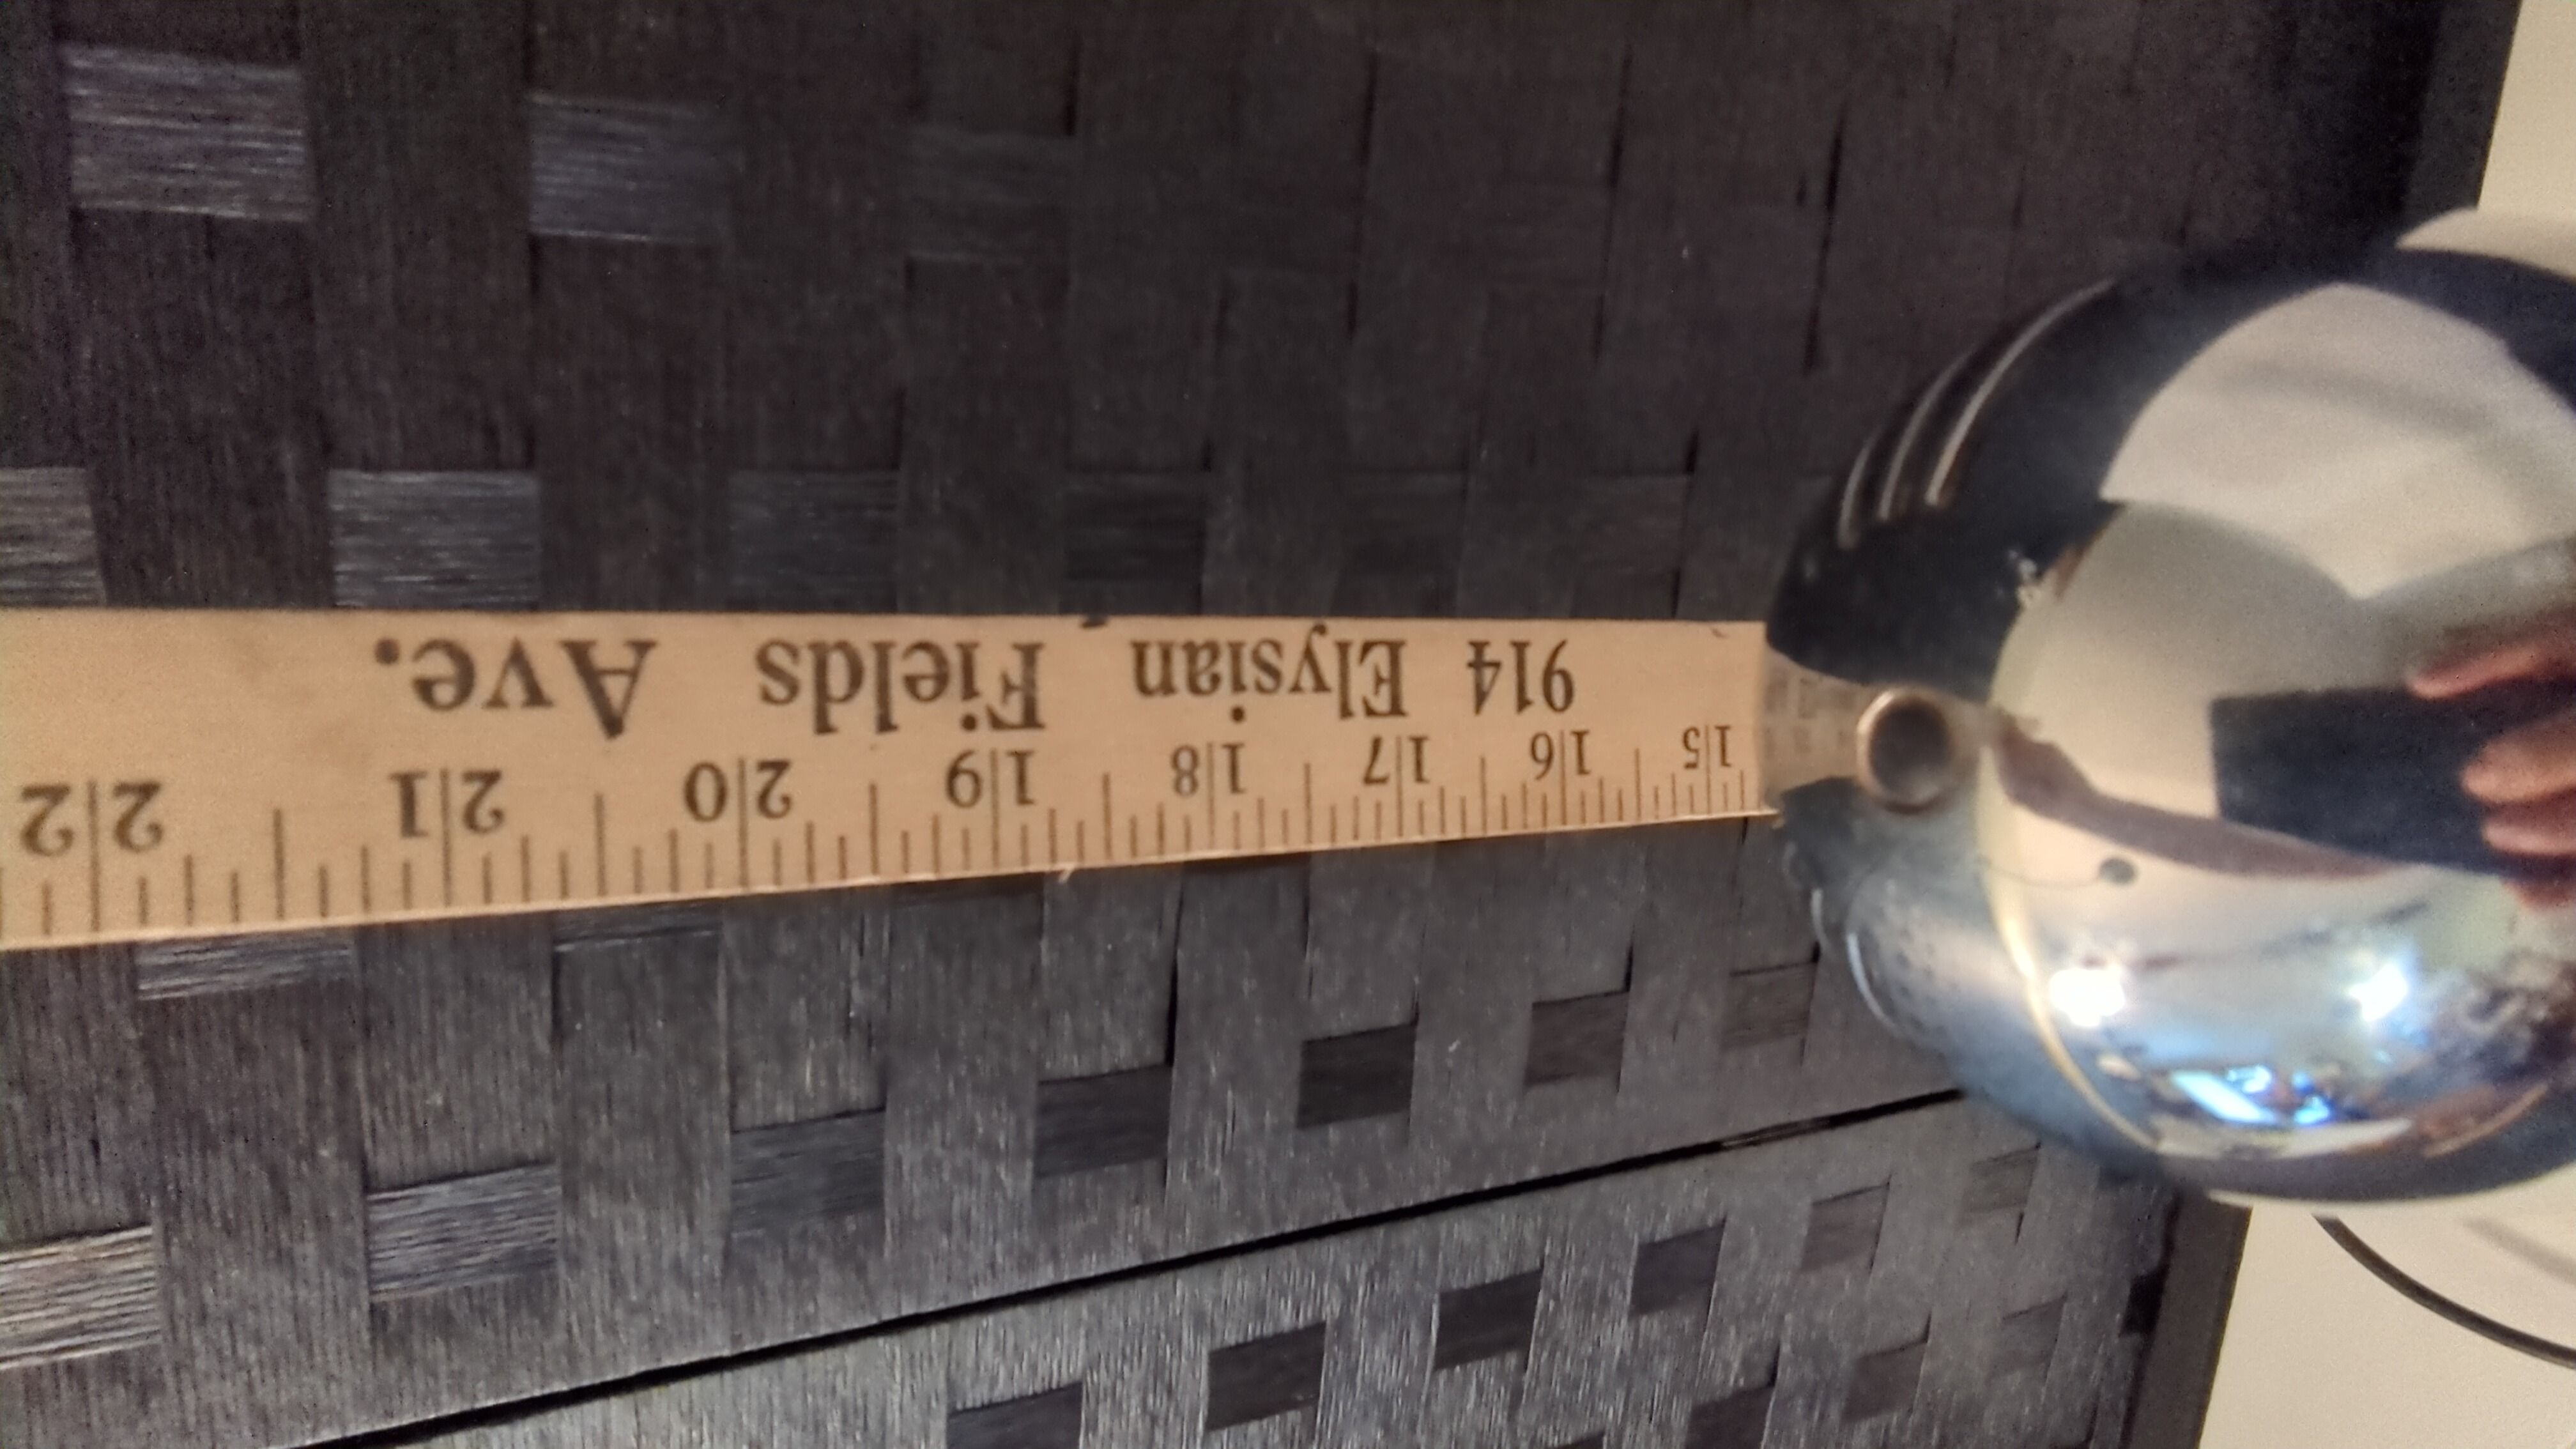 914 Elysian Fields Ave.
15 16 17 18 19 20 21 22